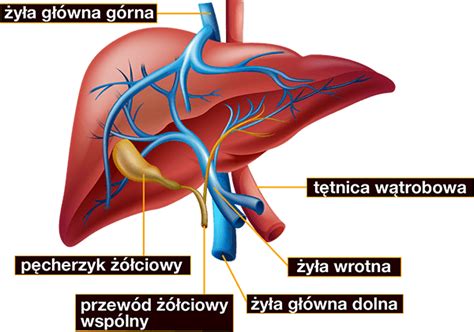 żyła główna górna
tętnica wątrobowa
pęcherzyk żółciowy
żyła wrotna
przewód żółciowy
wspólny
żyła główna dolna